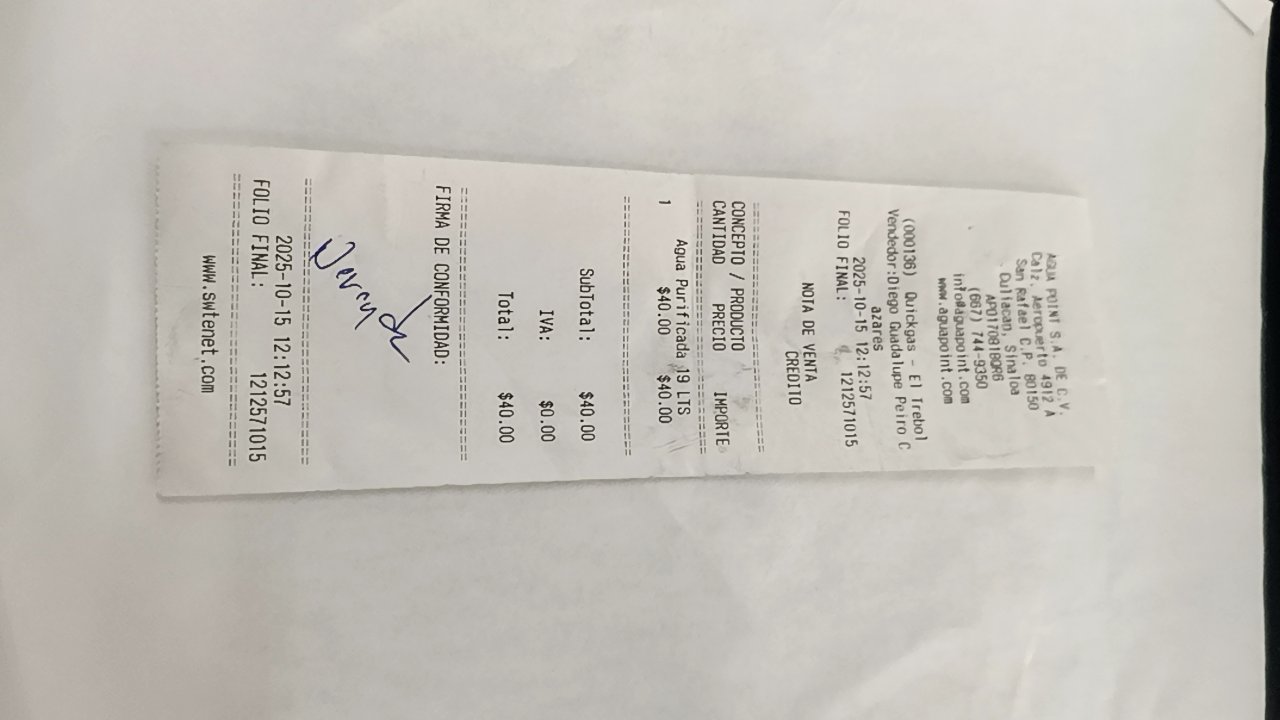 AGUA POINT S.A. DE C.V.
Calz. Aeropuerto 4912 A
San Rafael C.P. 80150
Culiacan, Sinaloa
APO170818QR6
(667) 744-9350
info@aguapoint.com
www.aguapoint.com
(000136) Quickgas - El Trebol
Vendedor:Diego Guadalupe Peiro C
azares
2025-10-15 12:12:57
FOLIO FINAL: 1212571015
NOTA DE VENTA
CREDITO
CONCEPTO / PRODUCTO
CANTIDAD PRECIO IMPORTE
Agua Purificada 19 LTS
1 $40.00 $40.00
SubTotal: $40.00
IVA: $0.00
Total: $40.00
FIRMA DE CONFORMIDAD:
2025-10-15 12:12:57
FOLIO FINAL: 1212571015
www.swtenet.com